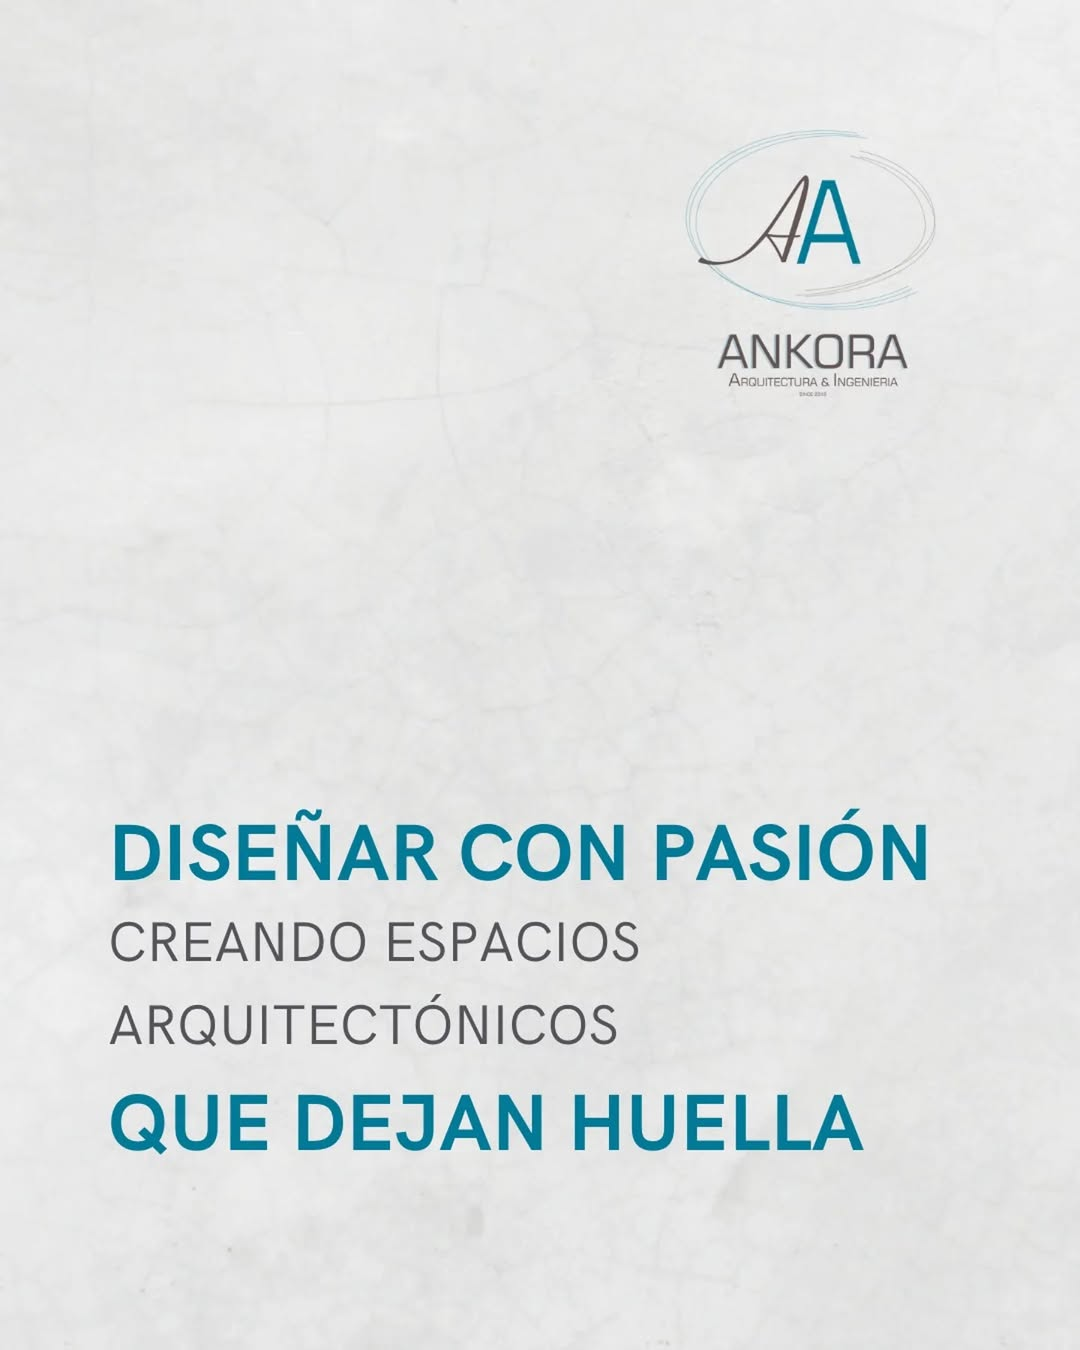 AA
ANKORA
ARQUITECTURA & INGENIERIA
DISEÑAR CON PASIÓN
CREANDO ESPACIOS
ARQUITECTÓNICOS
QUE DEJAN HUELLA